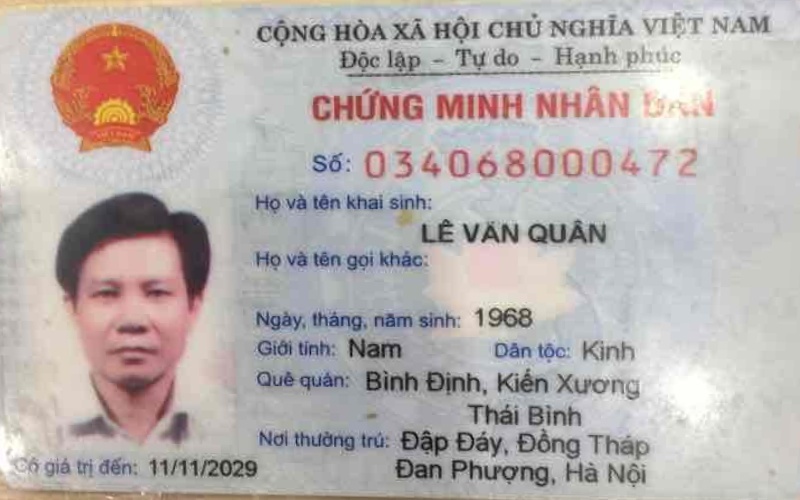 CỘNG HÒA XÃ HỘI CHỦ NGHĨA VIỆT NAM
Độc lập - Tự do - Hạnh phúc
CHỨNG MINH NHÂN DÂN
Số: 034068000472
Họ và tên khai sinh:
LÊ VĂN QUÂN
Họ và tên gọi khác:
Ngày, tháng, năm sinh: 1968
Giới tính: Nam Dân tộc: Kinh
Quê quán: Bình Định, Kiến Xương
Thái Bình
Nơi thường trú: Đập Đáy, Đồng Tháp
Đan Phượng, Hà Nội
Có giá trị đến: 11/11/2029